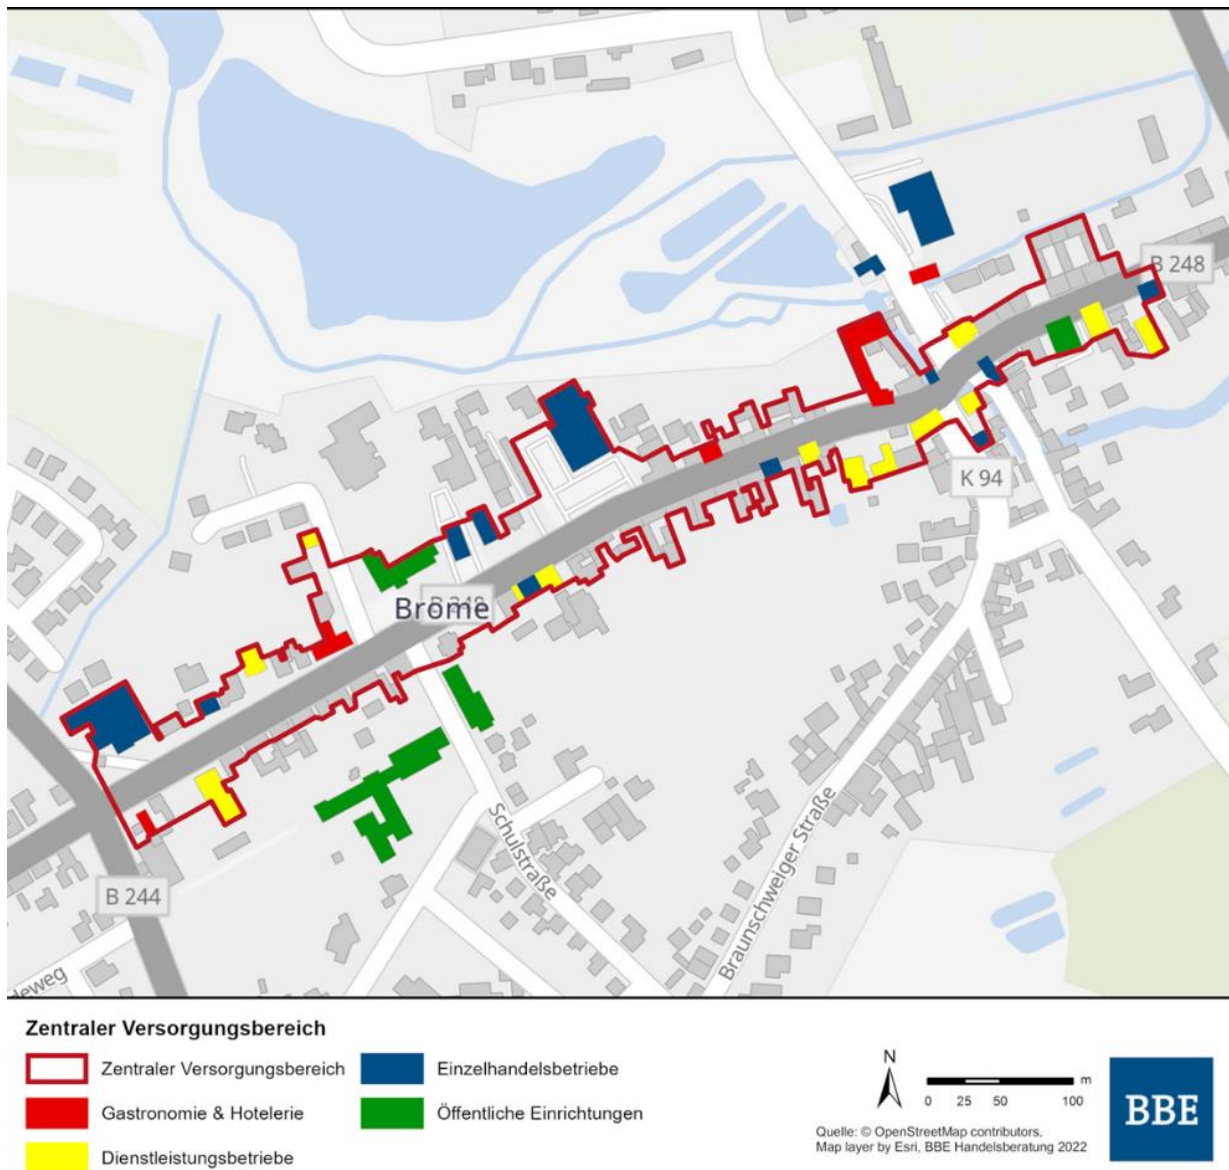 B 248
K 94
B 248
Brome
B 244
Schulstraße
Braunschweiger Straße
deweg
Zentraler Versorgungsbereich
Zentraler Versorgungsbereich
Einzelhandelsbetriebe
Gastronomie & Hotelerie
Öffentliche Einrichtungen
Dienstleistungsbetriebe
N
m
0 25 50 100
Quelle: © OpenStreetMap contributors,
Map layer by Esri, BBE Handelsberatung 2022
BBE